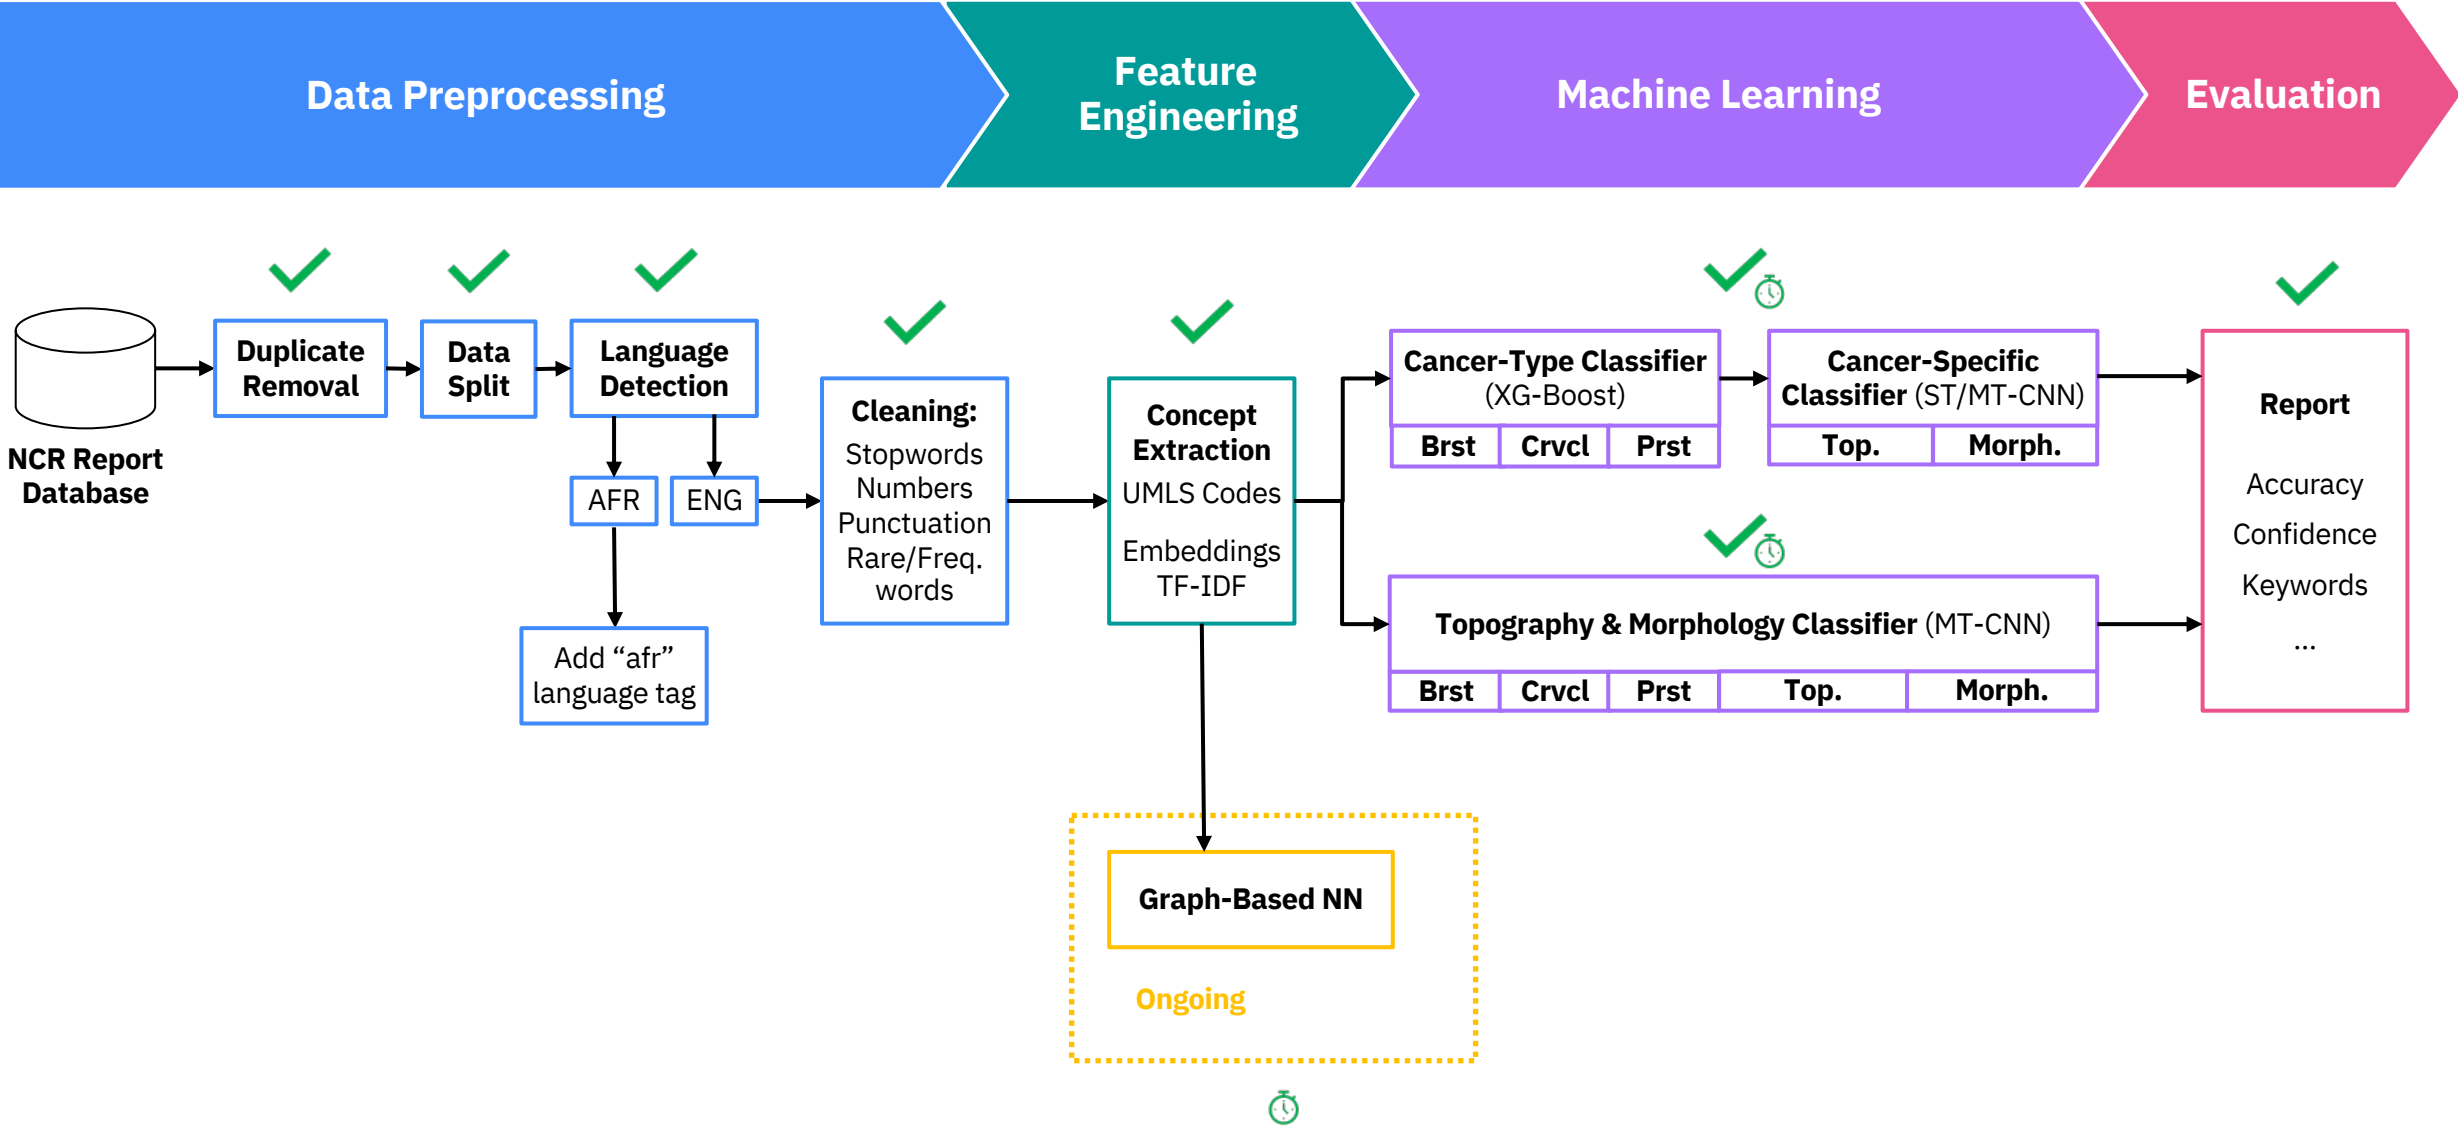 Data Preprocessing
Feature
Engineering
Machine Learning
Evaluation
NCR Report
Database
Duplicate
Removal
Data
Split
Language
Detection
AFR
ENG
Add “afr”
language tag
Cleaning:
Stopwords
Numbers
Punctuation
Rare/Freq.
words
Concept
Extraction
UMLS Codes
Embeddings
TF-IDF
Cancer-Type Classifier
(XG-Boost)
Brst
Crvcl
Prst
Cancer-Specific
Classifier (ST/MT-CNN)
Top.
Morph.
Topography & Morphology Classifier (MT-CNN)
Brst
Crvcl
Prst
Top.
Morph.
Report
Accuracy
Confidence
Keywords
...
Graph-Based NN
Ongoing